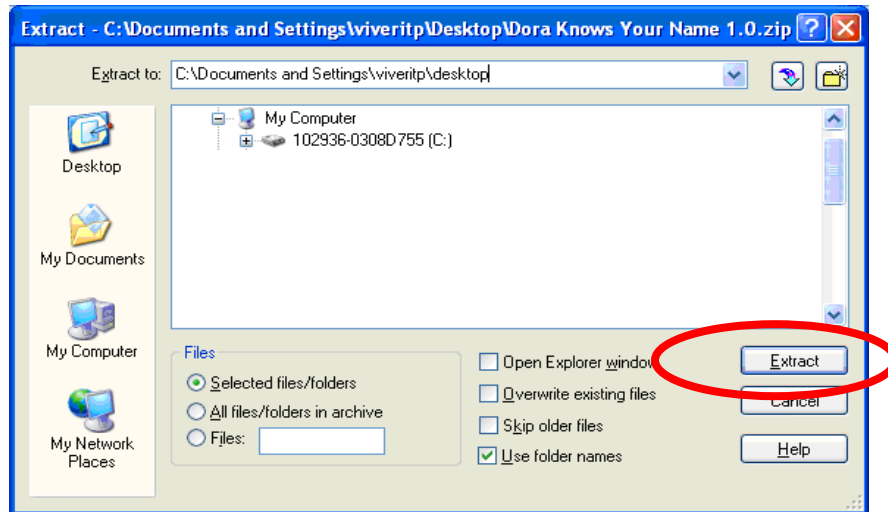 Extract - C:\Documents and Settings\viveritp\Desktop\Dora Knows Your Name 1.0.zip
Extract to: C:\Documents and Settings\viveritp\desktop
My Computer
102936-0308D755 (C:)
Desktop
My Documents
My Computer
My Network
Places
Files
Selected files/folders
All files/folders in archive
Files:
Open Explorer window
Overwrite existing files
Skip older files
Use folder names
Extract
Cancel
Help